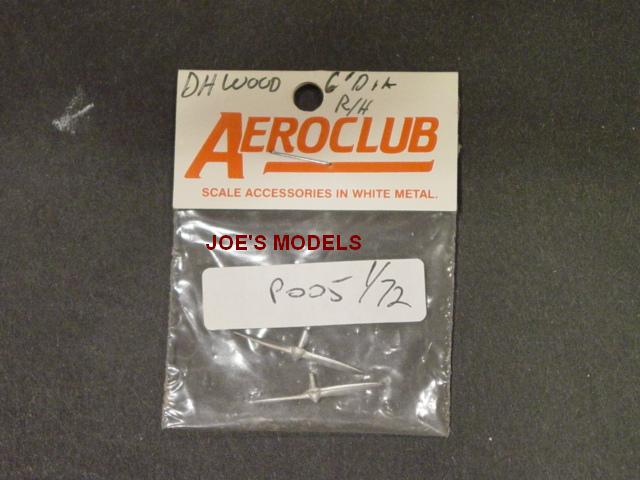 DH WOOD 6' DIA
R/H
AEROCLUB
SCALE ACCESSORIES IN WHITE METAL.
JOE'S MODELS
P005 1/72